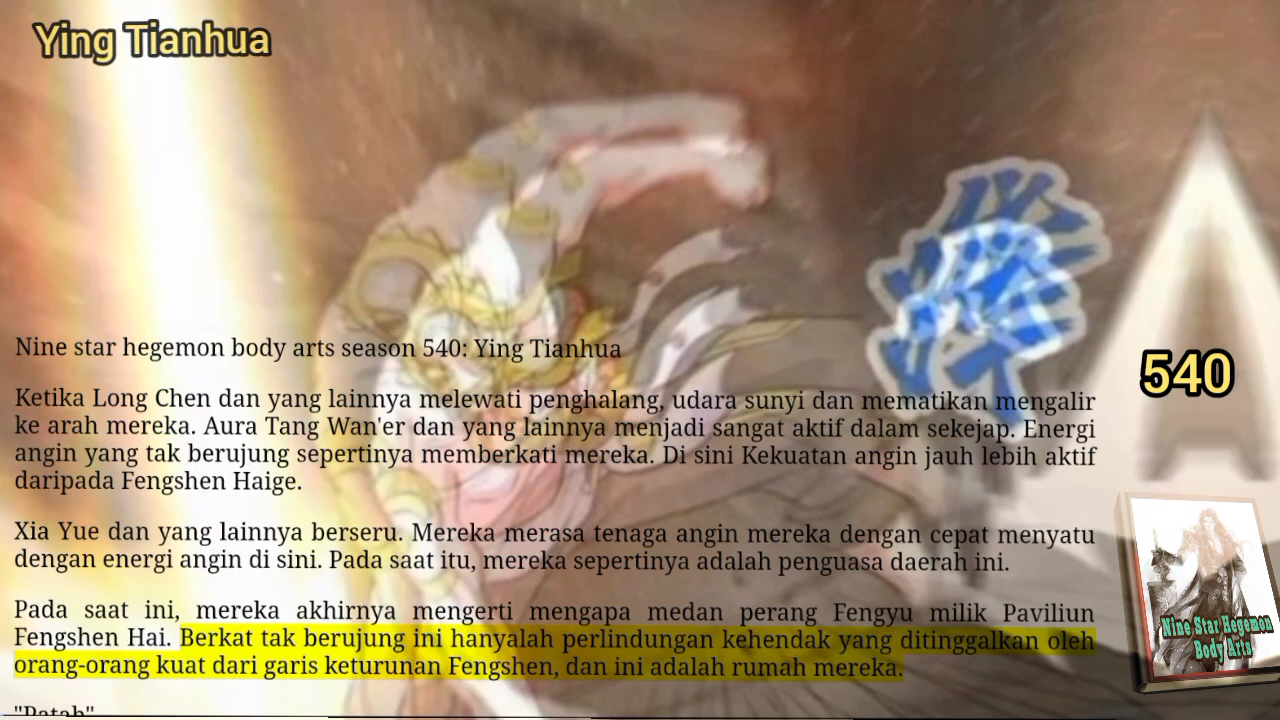 Ying Tianhua
Nine star hegemon body arts season 540: Ying Tianhua
Ketika Long Chen dan yang lainnya melewati penghalang, udara sunyi dan mematikan mengalir
ke arah mereka. Aura Tang Wan'er dan yang lainnya menjadi sangat aktif dalam sekejap. Energi
angin yang tak berujung sepertinya memberkati mereka. Di sini Kekuatan angin jauh lebih aktif
daripada Fengshen Haige.
Xia Yue dan yang lainnya berseru. Mereka merasa tenaga angin mereka dengan cepat menyatu
dengan energi angin di sini. Pada saat itu, mereka sepertinya adalah penguasa daerah ini.
Pada saat ini, mereka akhirnya mengerti mengapa medan perang Fengyu milik Paviliun
Fengshen Hai. Berkat tak berujung ini hanyalah perlindungan kehendak yang ditinggalkan oleh
orang-orang kuat dari garis keturunan Fengshen, dan ini adalah rumah mereka.
"Patah"
540
Nine Star Hegemon
Body Arts